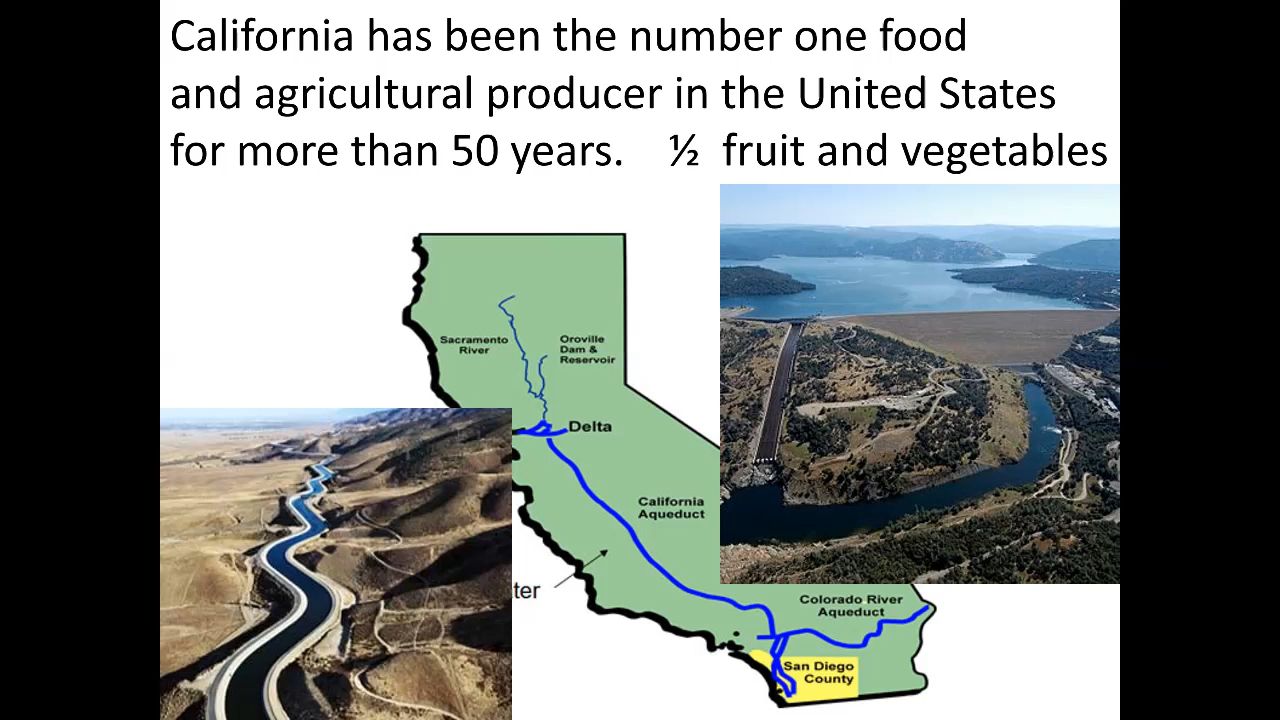 California has been the number one food
and agricultural producer in the United States
for more than 50 years. ½ fruit and vegetables
Sacramento
River
Oroville
Dam &
Reservoir
Delta
California
Aqueduct
ter
Colorado River
Aqueduct
San Diego
County